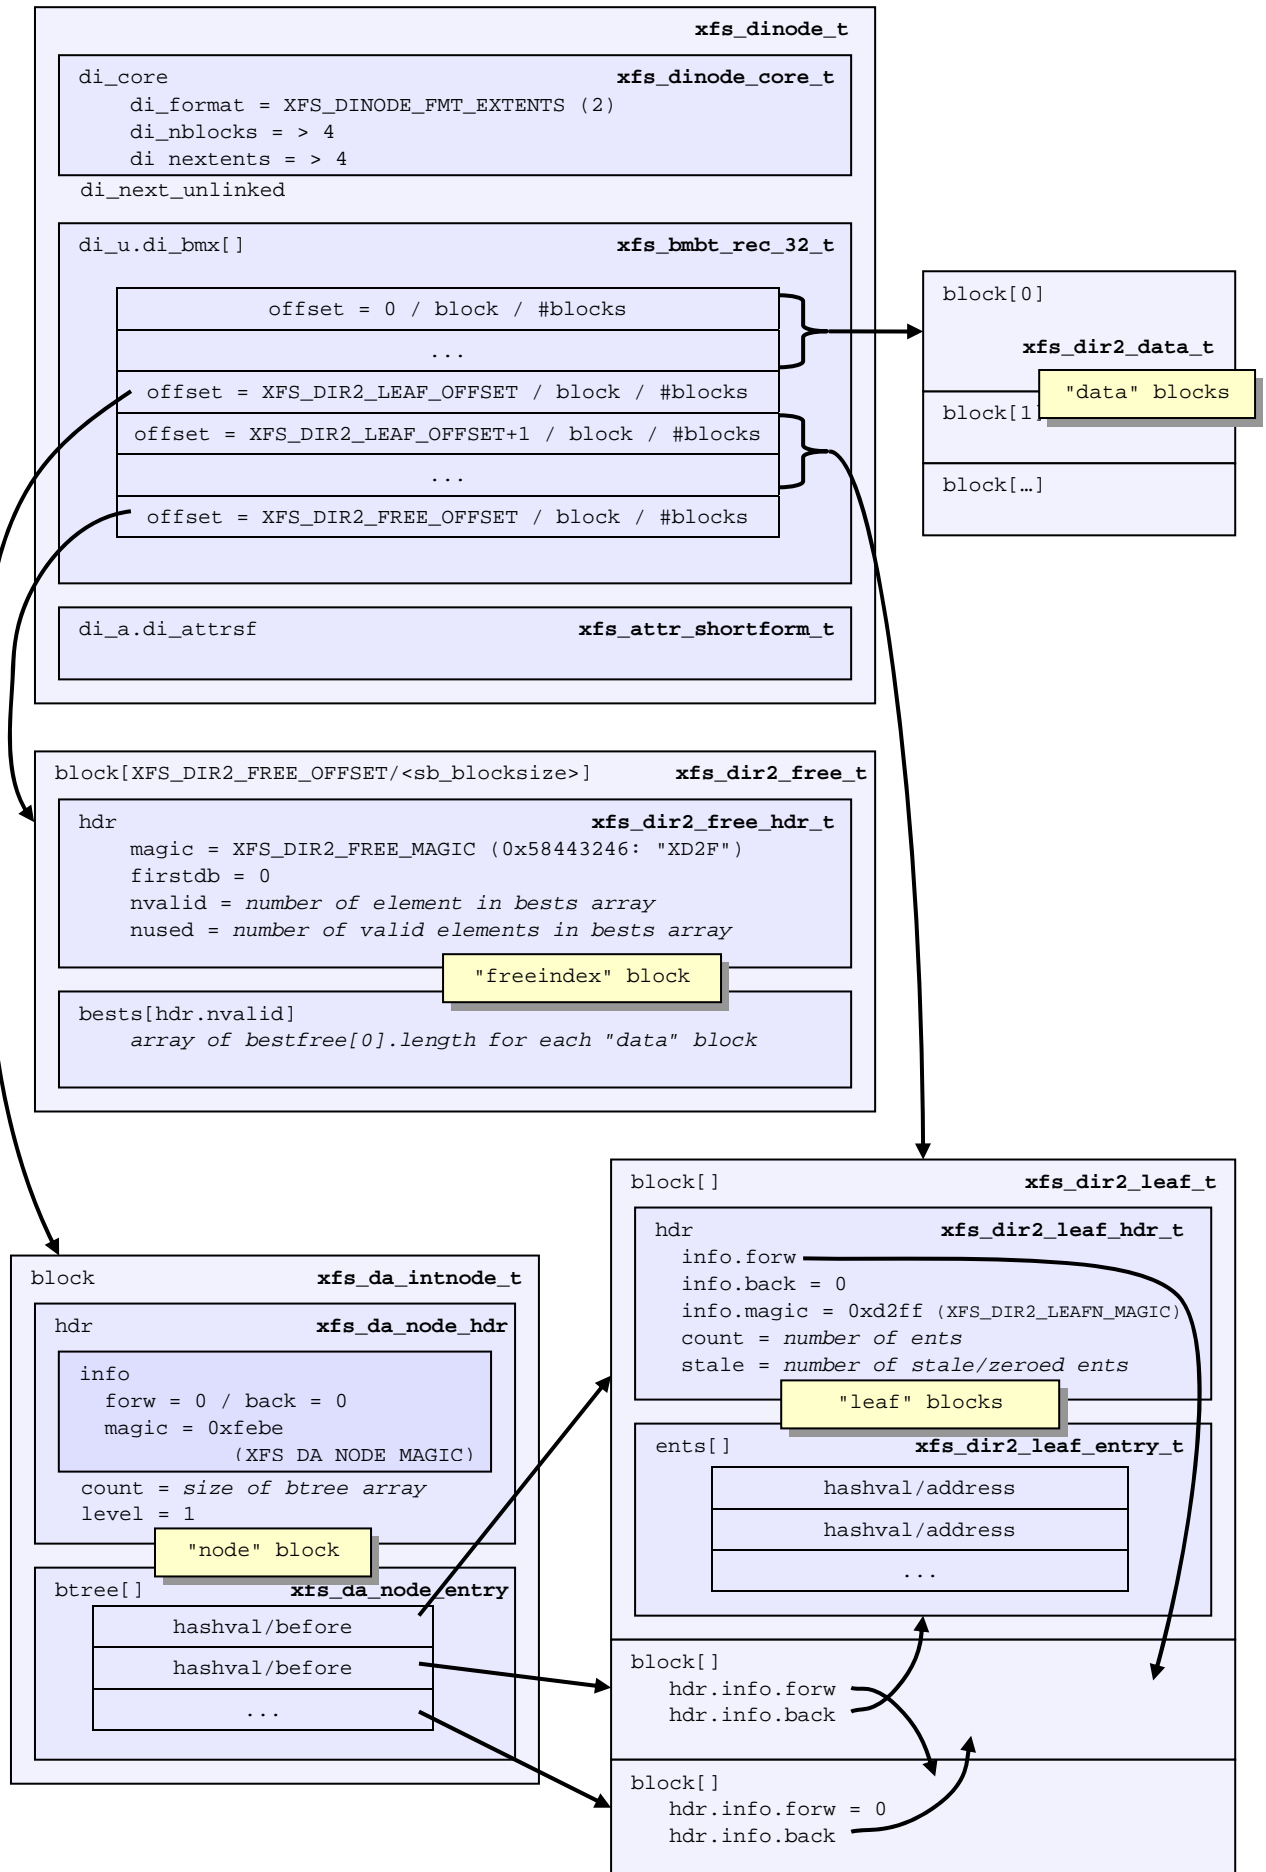 xfs_dinode_t
di_core xfs_dinode_core_t
di_format = XFS_DINODE_FMT_EXTENTS (2)
di_nblocks = > 4
di nextents = > 4
di_next_unlinked
di_u.di_bmx[] xfs_bmbt_rec_32_t
offset = 0 / block / #blocks
...
offset = XFS_DIR2_LEAF_OFFSET / block / #blocks
offset = XFS_DIR2_LEAF_OFFSET+1 / block / #blocks
...
offset = XFS_DIR2_FREE_OFFSET / block / #blocks
di_a.di_attrsf xfs_attr_shortform_t
block[0]
xfs_dir2_data_t
"data" blocks
block[1]
block[…]
block[XFS_DIR2_FREE_OFFSET/<sb_blocksize>] xfs_dir2_free_t
hdr xfs_dir2_free_hdr_t
magic = XFS_DIR2_FREE_MAGIC (0x58443246: "XD2F")
firstdb = 0
nvalid = number of element in bests array
nused = number of valid elements in bests array
"freeindex" block
bests[hdr.nvalid]
array of bestfree[0].length for each "data" block
block xfs_da_intnode_t
hdr xfs_da_node_hdr
info
forw = 0 / back = 0
magic = 0xfebe
(XFS DA NODE MAGIC)
count = size of btree array
level = 1
"node" block
btree[] xfs_da_node_entry
hashval/before
hashval/before
...
block[] xfs_dir2_leaf_t
hdr xfs_dir2_leaf_hdr_t
info.forw
info.back = 0
info.magic = 0xd2ff (XFS_DIR2_LEAFN_MAGIC)
count = number of ents
stale = number of stale/zeroed ents
"leaf" blocks
ents[] xfs_dir2_leaf_entry_t
hashval/address
hashval/address
...
block[]
hdr.info.forw
hdr.info.back
block[]
hdr.info.forw = 0
hdr.info.back